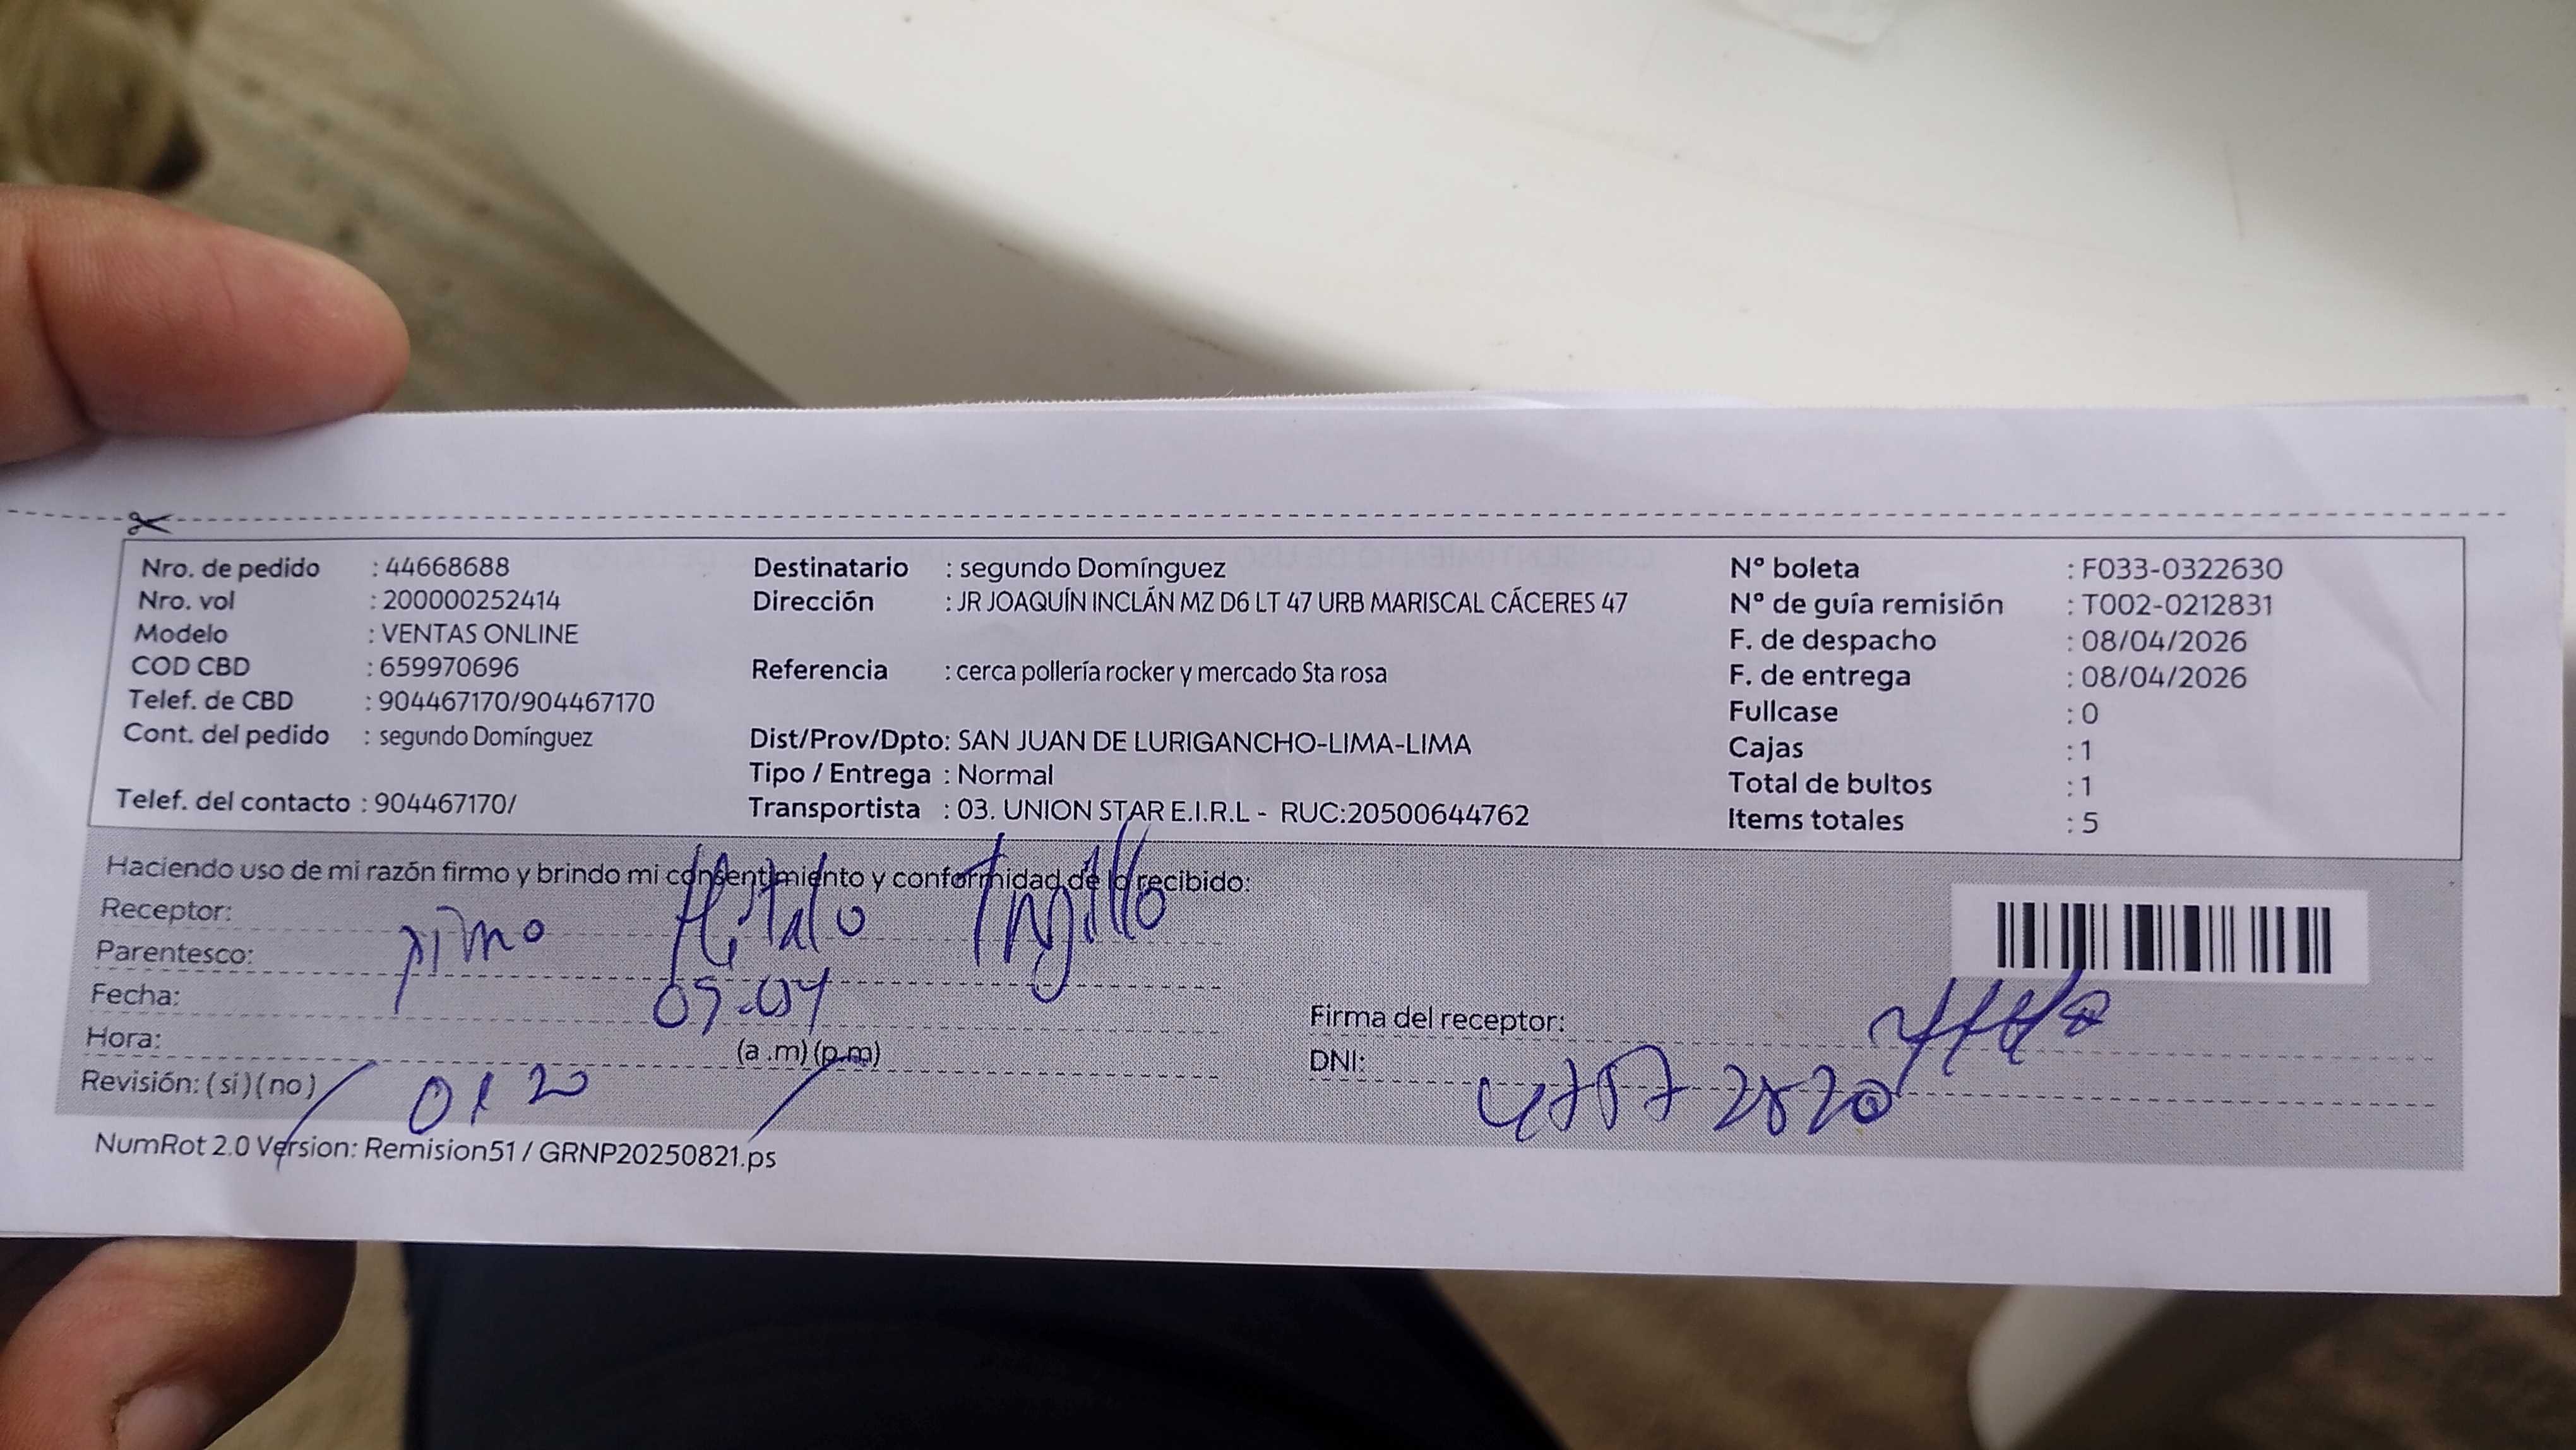 Nro. de pedido : 44668688
Nro. vol : 200000252414
Modelo : VENTAS ONLINE
COD CBD : 659970696
Telef. de CBD : 904467170/904467170
Cont. del pedido : segundo Domínguez
Telef. del contacto : 904467170/
Destinatario : segundo Domínguez
Dirección : JR JOAQUÍN INCLÁN MZ D6 LT 47 URB MARISCAL CÁCERES 47
Referencia : cerca pollería rocker y mercado Sta rosa
Dist/Prov/Dpto: SAN JUAN DE LURIGANCHO-LIMA-LIMA
Tipo / Entrega : Normal
Transportista : 03. UNION STAR E.I.R.L - RUC:20500644762
Nº boleta : F033-0322630
Nº de guía remisión : T002-0212831
F. de despacho : 08/04/2026
F. de entrega : 08/04/2026
Fullcase : 0
Cajas : 1
Total de bultos : 1
Items totales : 5
Haciendo uso de mi razón firmo y brindo mi consentimiento y conformidad de lo recibido:
Receptor: Trujillo
Parentesco:
Fecha:
Hora: (a .m) (p.m)
Revisión: ( si ) ( no )
Firma del receptor:
DNI:
NumRot 2.0 Version: Remision51 / GRNP20250821.ps